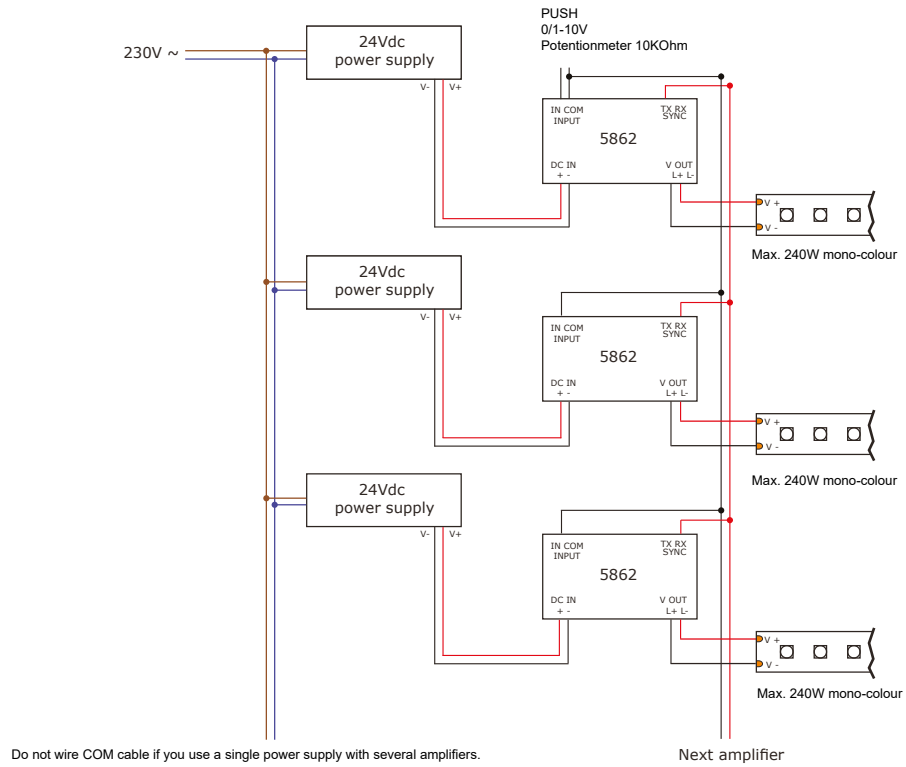 PUSH
0/1-10V
Potentionmeter 10KOhm
230V ~
24Vdc
power supply
V- V+
IN COM
INPUT
TX RX
SYNC
5862
DC IN
+ -
V OUT
L+ L-
V +
V -
Max. 240W mono-colour
24Vdc
power supply
V- V+
IN COM
INPUT
TX RX
SYNC
5862
DC IN
+ -
V OUT
L+ L-
V +
V -
Max. 240W mono-colour
24Vdc
power supply
V- V+
IN COM
INPUT
TX RX
SYNC
5862
DC IN
+ -
V OUT
L+ L-
V +
V -
Max. 240W mono-colour
Do not wire COM cable if you use a single power supply with several amplifiers.
Next amplifier